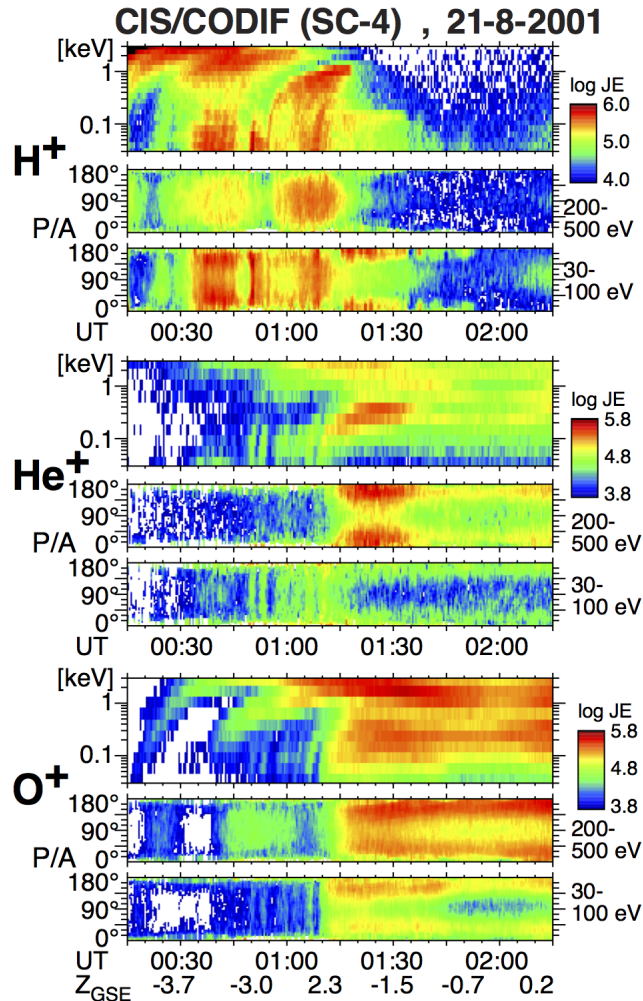 CIS/CODIF (SC-4) , 21-8-2001
[keV]
1
0.1
log JE
6.0
5.0
4.0
H+
180°
90°
0°
P/A
200-
500 eV
180°
90°
0°
30-
100 eV
UT 00:30 01:00 01:30 02:00
[keV]
1
0.1
log JE
5.8
4.8
3.8
He+
180°
90°
0°
P/A
200-
500 eV
180°
90°
0°
30-
100 eV
UT 00:30 01:00 01:30 02:00
[keV]
1
0.1
log JE
5.8
4.8
3.8
O+
180°
90°
0°
P/A
200-
500 eV
180°
90°
0°
30-
100 eV
UT 00:30 01:00 01:30 02:00
ZGSE -3.7 -3.0 2.3 -1.5 -0.7 0.2